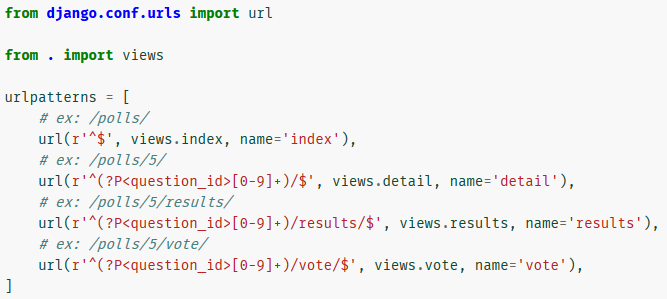 from django.conf.urls import url

from . import views

urlpatterns = [
    # ex: /polls/
    url(r'^$', views.index, name='index'),
    # ex: /polls/5/
    url(r'^(?P<question_id>[0-9]+)/$', views.detail, name='detail'),
    # ex: /polls/5/results/
    url(r'^(?P<question_id>[0-9]+)/results/$', views.results, name='results'),
    # ex: /polls/5/vote/
    url(r'^(?P<question_id>[0-9]+)/vote/$', views.vote, name='vote'),
]